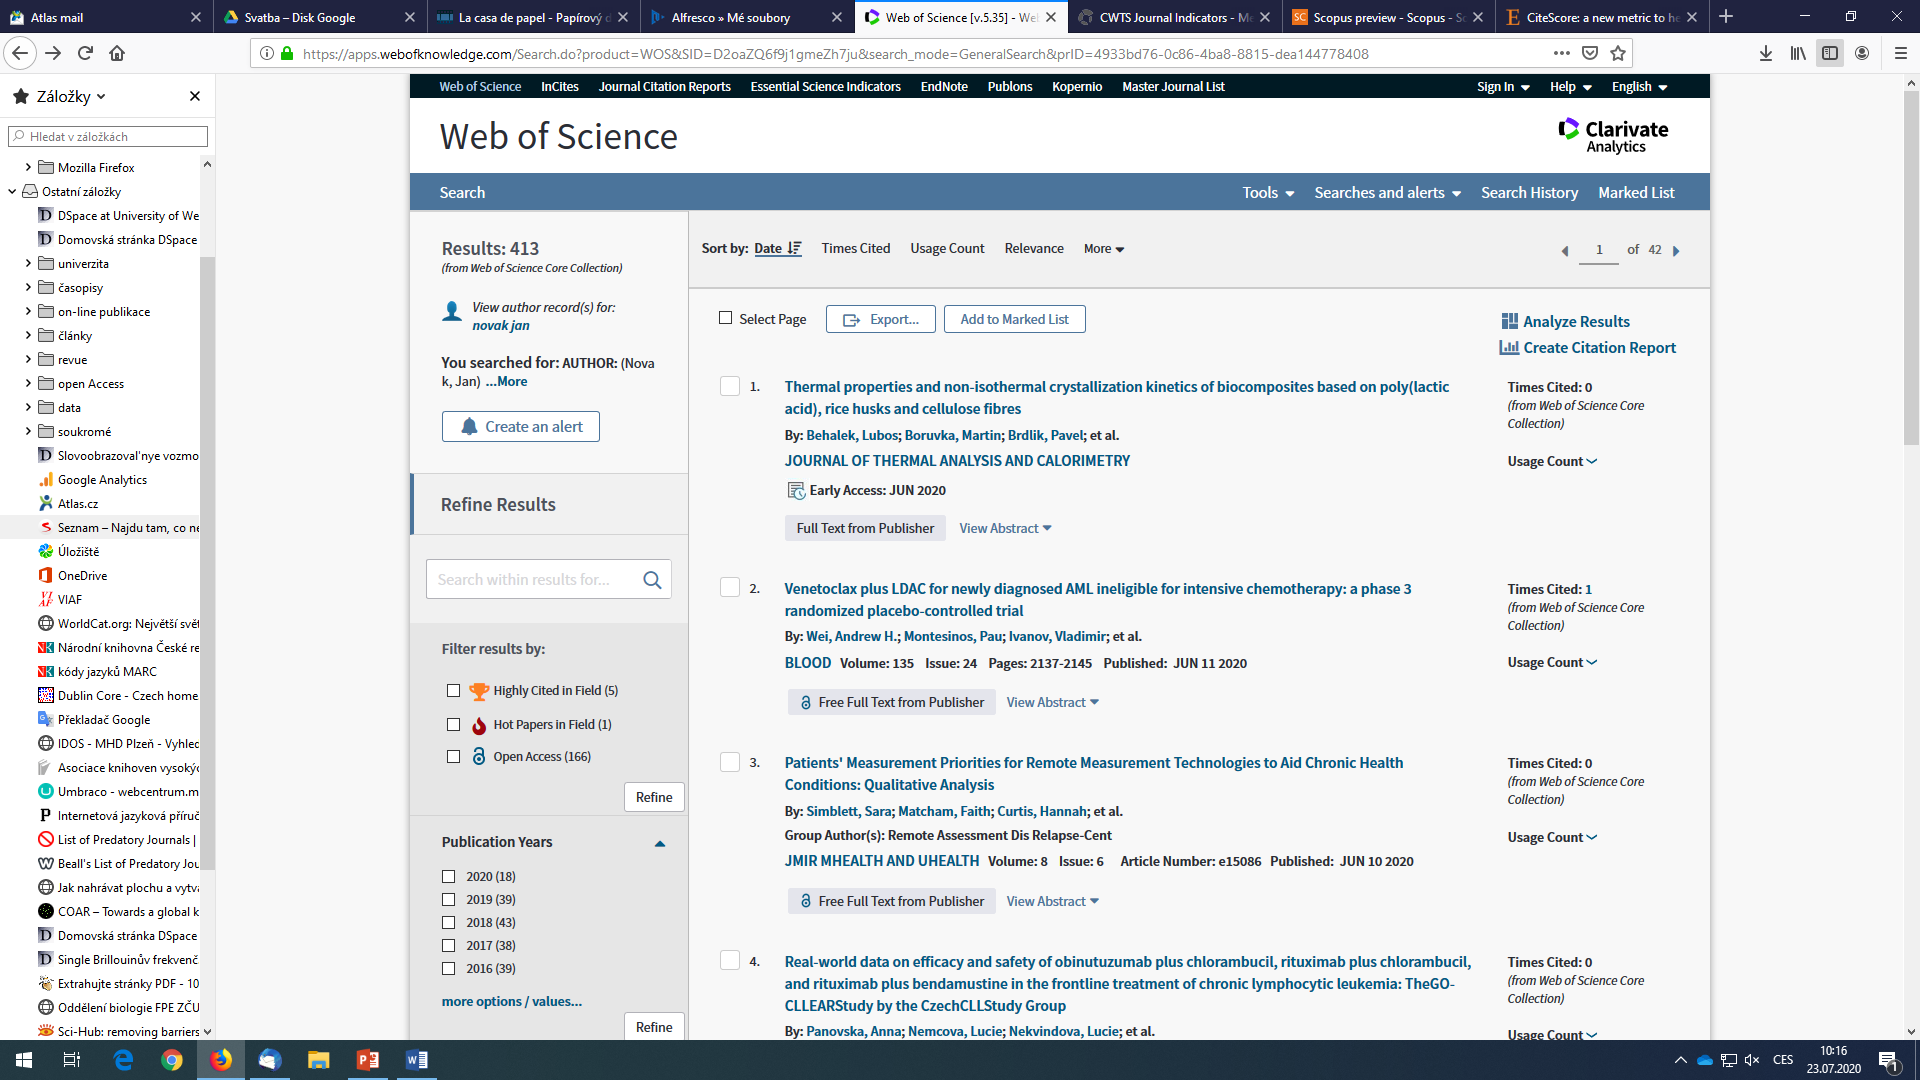 Atlas mail
Svatba – Disk Google
La casa de papel - Papírový d
Alfresco » Mé soubory
Web of Science [v.5.35] - We
CWTS Journal Indicators - Me
Scopus preview - Scopus - Sc
CiteScore: a new metric to he
https://apps.webofknowledge.com/Search.do?product=WOS&SID=D2oaZQ6f9j1gmeZh7ju&search_mode=GeneralSearch&prID=4933bd76-0c86-4ba8-8815-dea144778408
Záložky
Hledat v záložkách
Mozilla Firefox
Ostatní záložky
DSpace at University of We
Domovská stránka DSpace
univerzita
časopisy
on-line publikace
články
revue
open Access
data
soukromé
Slovoobrazoval'nye vozmo
Google Analytics
Atlas.cz
Seznam – Najdu tam, co ne
Úložiště
OneDrive
VIAF
WorldCat.org: Největší svět
Národní knihovna České re
kódy jazyků MARC
Dublin Core - Czech home
Překladač Google
IDOS - MHD Plzeň - Vyhled
Asociace knihoven vysokýc
Umbraco - webcentrum.m
Internetová jazyková příruč
List of Predatory Journals |
Beall's List of Predatory Jou
Jak nahrávat plochu a vytvá
COAR – Towards a global k
Domovská stránka DSpace
Single Brillouinův frekvenč
Extrahujte stránky PDF - 10
Oddělení biologie FPE ZČU
Sci-Hub: removing barriers
Web of Science InCites Journal Citation Reports Essential Science Indicators EndNote Publons Kopernio Master Journal List Sign In Help English
Web of Science
Clarivate
Analytics
Search Tools Searches and alerts Search History Marked List
Results: 413
(from Web of Science Core Collection)
View author record(s) for:
novak jan
You searched for: AUTHOR: (Nova
k, Jan) ...More
Create an alert
Refine Results
Search within results for...
Filter results by:
Highly Cited in Field (5)
Hot Papers in Field (1)
Open Access (166)
Refine
Publication Years
2020 (18)
2019 (39)
2018 (43)
2017 (38)
2016 (39)
more options / values...
Refine
Sort by: Date Times Cited Usage Count Relevance More
1 of 42
Select Page Export... Add to Marked List
Analyze Results
Create Citation Report
1. Thermal properties and non-isothermal crystallization kinetics of biocomposites based on poly(lactic
acid), rice husks and cellulose fibres
By: Behalek, Lubos; Boruvka, Martin; Brdlik, Pavel; et al.
JOURNAL OF THERMAL ANALYSIS AND CALORIMETRY
Early Access: JUN 2020
Full Text from Publisher View Abstract
Times Cited: 0
(from Web of Science Core
Collection)
Usage Count
2. Venetoclax plus LDAC for newly diagnosed AML ineligible for intensive chemotherapy: a phase 3
randomized placebo-controlled trial
By: Wei, Andrew H.; Montesinos, Pau; Ivanov, Vladimir; et al.
BLOOD Volume: 135 Issue: 24 Pages: 2137-2145 Published: JUN 11 2020
Free Full Text from Publisher View Abstract
Times Cited: 1
(from Web of Science Core
Collection)
Usage Count
3. Patients' Measurement Priorities for Remote Measurement Technologies to Aid Chronic Health
Conditions: Qualitative Analysis
By: Simblett, Sara; Matcham, Faith; Curtis, Hannah; et al.
Group Author(s): Remote Assessment Dis Relapse-Cent
JMIR MHEALTH AND UHEALTH Volume: 8 Issue: 6 Article Number: e15086 Published: JUN 10 2020
Free Full Text from Publisher View Abstract
Times Cited: 0
(from Web of Science Core
Collection)
Usage Count
4. Real-world data on efficacy and safety of obinutuzumab plus chlorambucil, rituximab plus chlorambucil,
and rituximab plus bendamustine in the frontline treatment of chronic lymphocytic leukemia: TheGO-
CLLEARStudy by the CzechCLLStudy Group
By: Panovska, Anna; Nemcova, Lucie; Nekvindova, Lucie; et al.
Times Cited: 0
(from Web of Science Core
Collection)
Usage Count
CES
10:16
23.07.2020
1